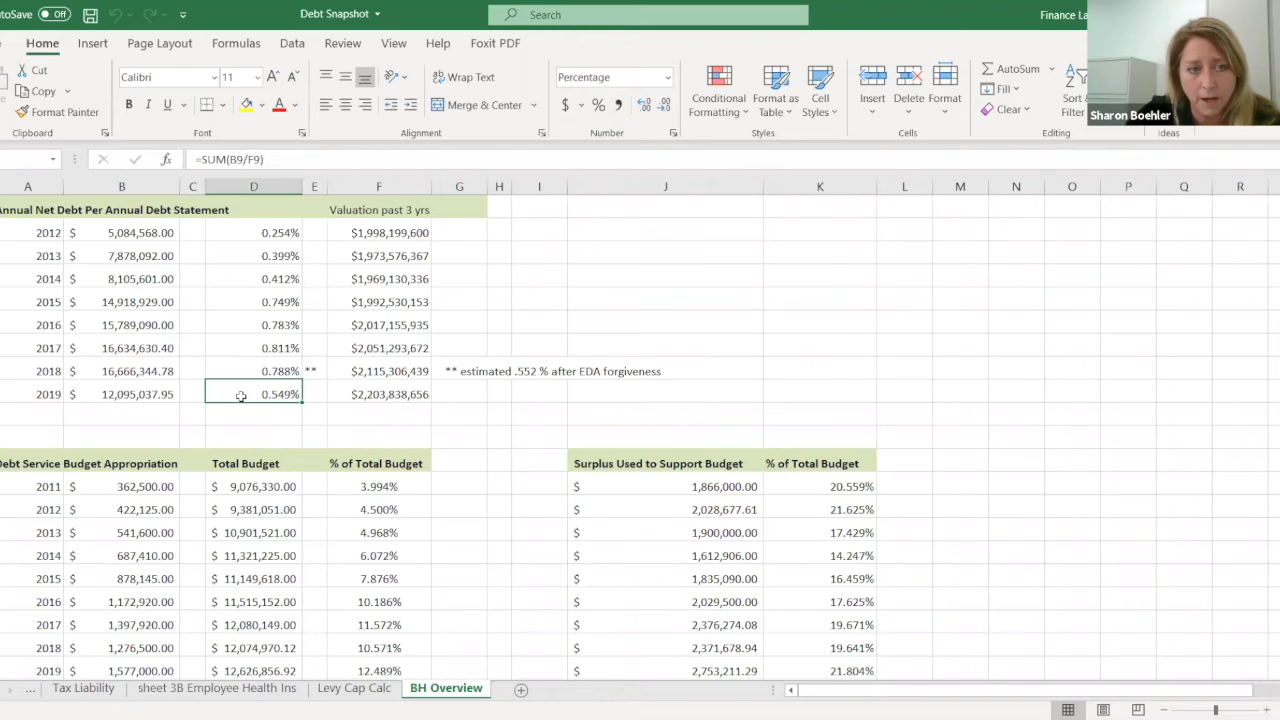 utoSave Off Debt Snapshot Search Finance La
Home Insert Page Layout Formulas Data Review View Help Foxit PDF
Cut Calibri 11 Wrap Text Percentage AutoSum
Copy Conditional Format as Cell Insert Delete Format Fill Sort
Format Painter B I U Merge & Center $ % Formatting Table Styles Clear Filter
Clipboard Font Alignment Number Styles Cells Editing Ideas
Sharon Boehler
fx =SUM(B9/F9)
A B C D E F G H I J K L M N O P Q R
Annual Net Debt Per Annual Debt Statement Valuation past 3 yrs
2012 $ 5,084,568.00 0.254% $1,998,199,600
2013 $ 7,878,092.00 0.399% $1,973,576,367
2014 $ 8,105,601.00 0.412% $1,969,130,336
2015 $ 14,918,929.00 0.749% $1,992,530,153
2016 $ 15,789,090.00 0.783% $2,017,155,935
2017 $ 16,634,630.40 0.811% $2,051,293,672
2018 $ 16,666,344.78 0.788% ** $2,115,306,439 ** estimated .552 % after EDA forgiveness
2019 $ 12,095,037.95 0.549% $2,203,838,656
Debt Service Budget Appropriation Total Budget % of Total Budget Surplus Used to Support Budget % of Total Budget
2011 $ 362,500.00 $ 9,076,330.00 3.994% $ 1,866,000.00 20.559%
2012 $ 422,125.00 $ 9,381,051.00 4.500% $ 2,028,677.61 21.625%
2013 $ 541,600.00 $ 10,901,521.00 4.968% $ 1,900,000.00 17.429%
2014 $ 687,410.00 $ 11,321,225.00 6.072% $ 1,612,906.00 14.247%
2015 $ 878,145.00 $ 11,149,618.00 7.876% $ 1,835,090.00 16.459%
2016 $ 1,172,920.00 $ 11,515,152.00 10.186% $ 2,029,500.00 17.625%
2017 $ 1,397,920.00 $ 12,080,149.00 11.572% $ 2,376,274.08 19.671%
2018 $ 1,276,500.00 $ 12,074,970.12 10.571% $ 2,371,678.94 19.641%
2019 $ 1,577,000.00 $ 12,626,856.92 12.489% $ 2,753,211.29 21.804%
... Tax Liability sheet 3B Employee Health Ins Levy Cap Calc BH Overview